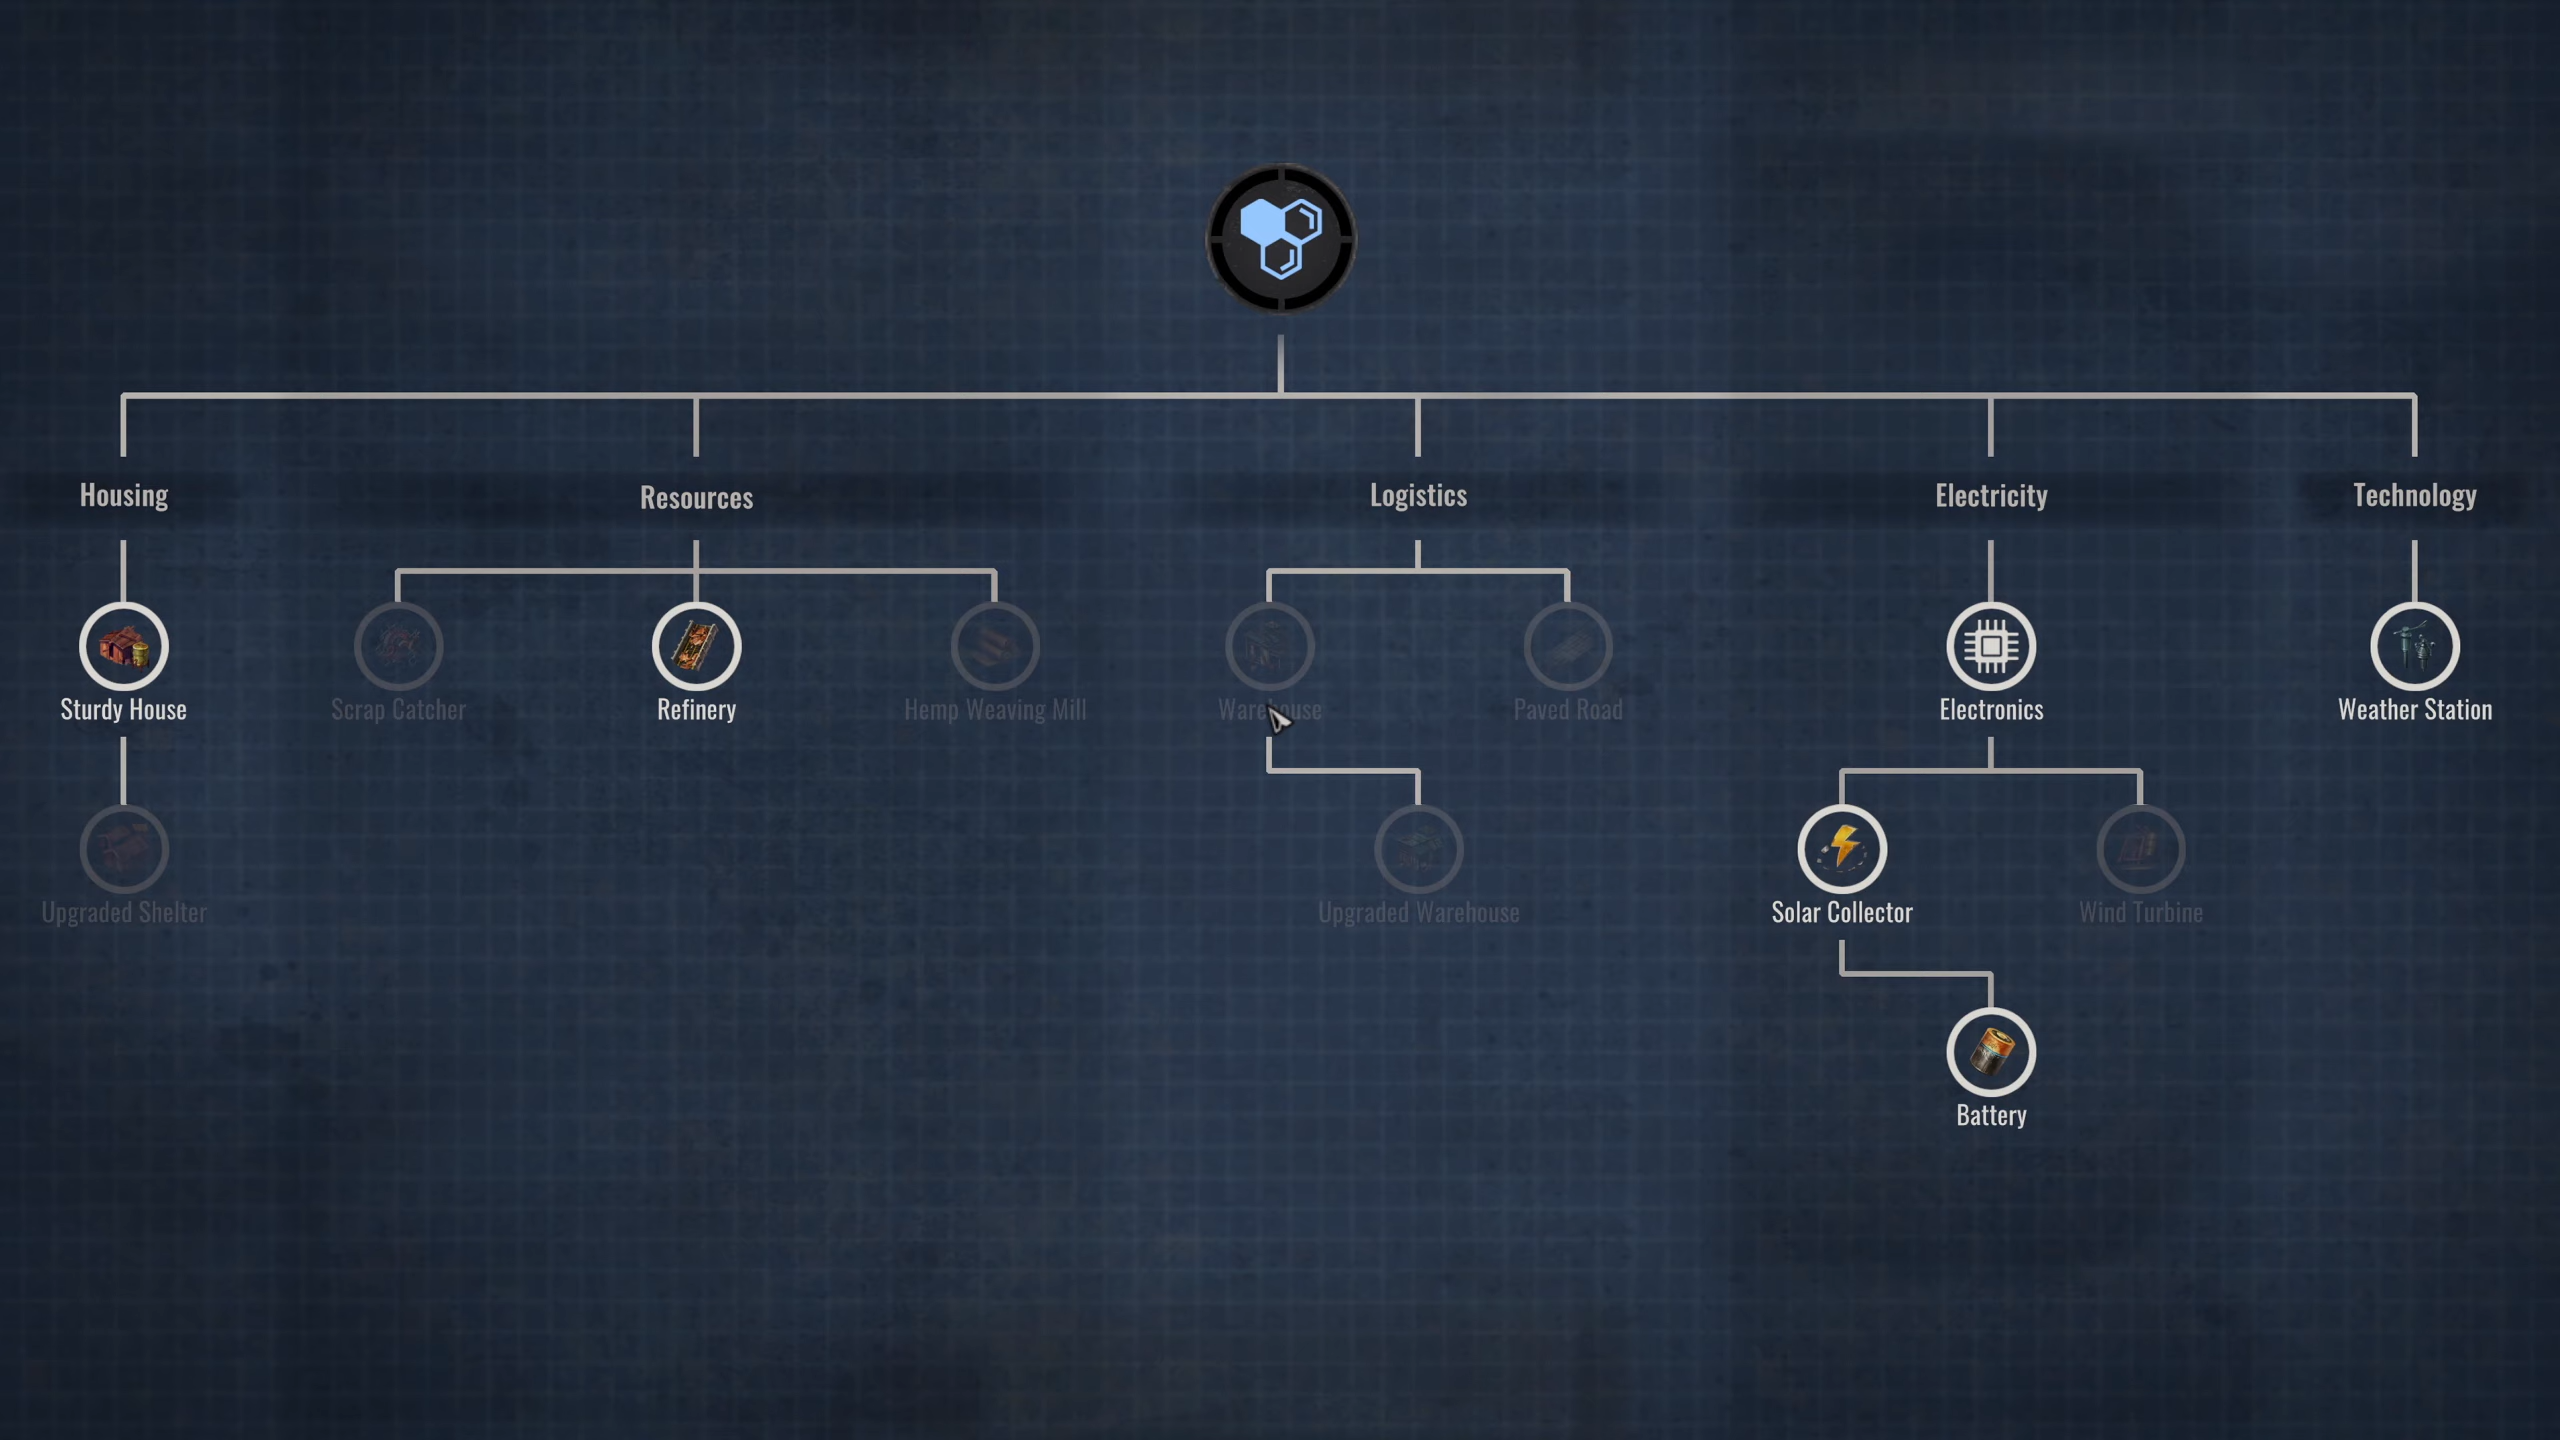 Housing
Resources
Logistics
Electricity
Technology
Sturdy House
Scrap Catcher
Refinery
Hemp Weaving Mill
Warehouse
Paved Road
Electronics
Weather Station
Upgraded Shelter
Upgraded Warehouse
Solar Collector
Wind Turbine
Battery